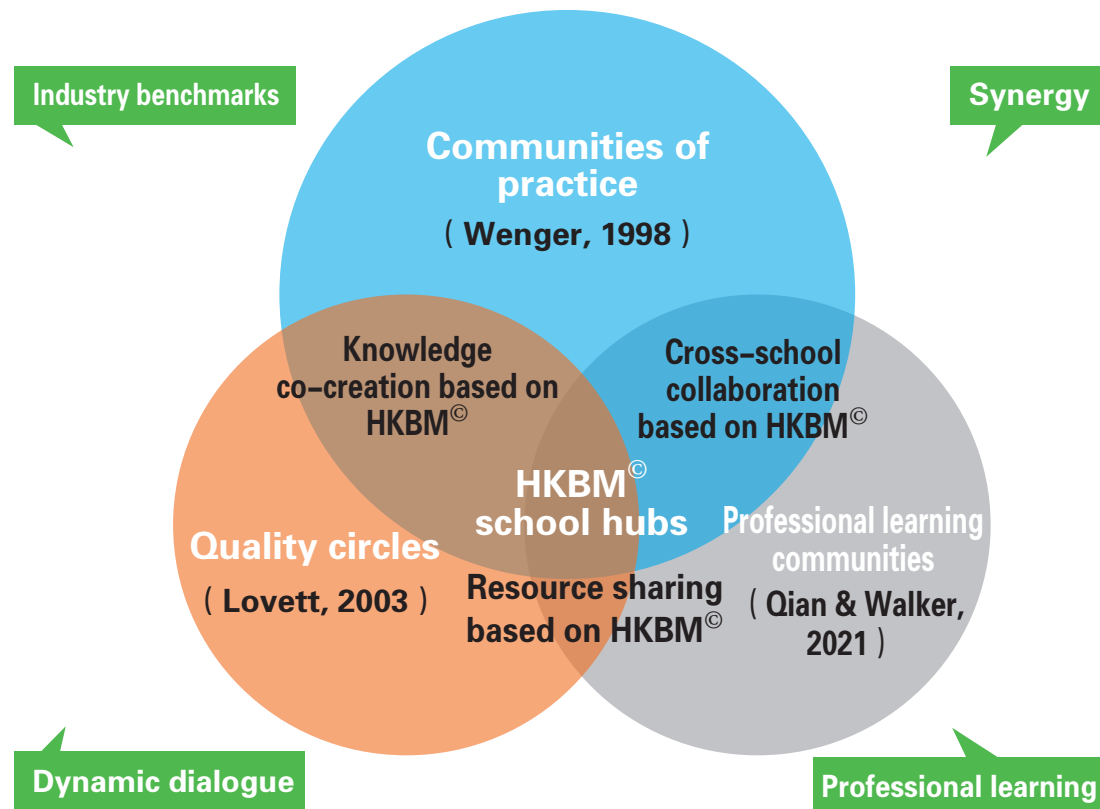 Industry benchmarks
Synergy
Communities of
practice
( Wenger, 1998 )
Knowledge
co–creation based on
HKBM©
Cross–school
collaboration
based on HKBM©
HKBM©
school hubs
Quality circles
( Lovett, 2003 )
Professional learning
communities
( Qian & Walker,
2021 )
Resource sharing
based on HKBM©
Dynamic dialogue
Professional learning